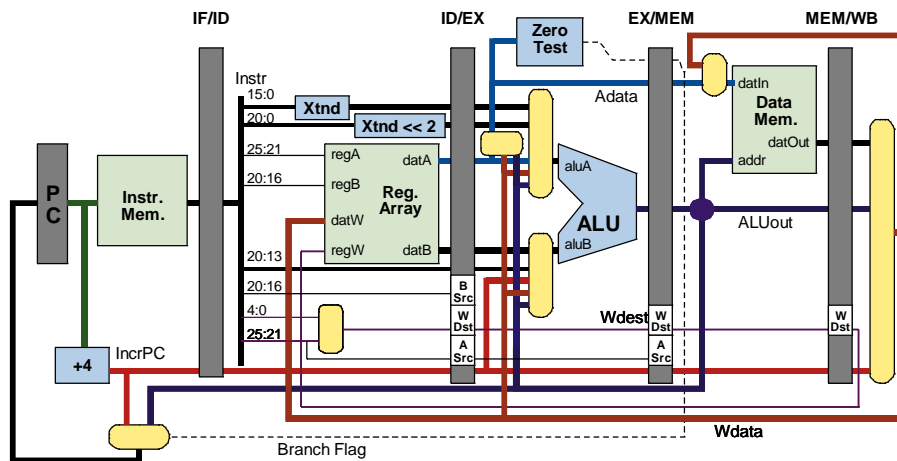 IF/ID
ID/EX
EX/MEM
MEM/WB
Zero
Test
Instr
15:0
Xtnd
20:0
Xtnd << 2
Adata
datIn
Data
Mem.
datOut
addr
25:21
regA
datA
20:16
regB
Reg.
Array
datW
regW
datB
aluA
ALU
aluB
ALUout
P
C
Instr.
Mem.
20:13
20:16
B
Src
4:0
W
Dst
Wdest
W
Dst
W
Dst
25:21
A
Src
A
Src
+4
IncrPC
Wdata
Branch Flag